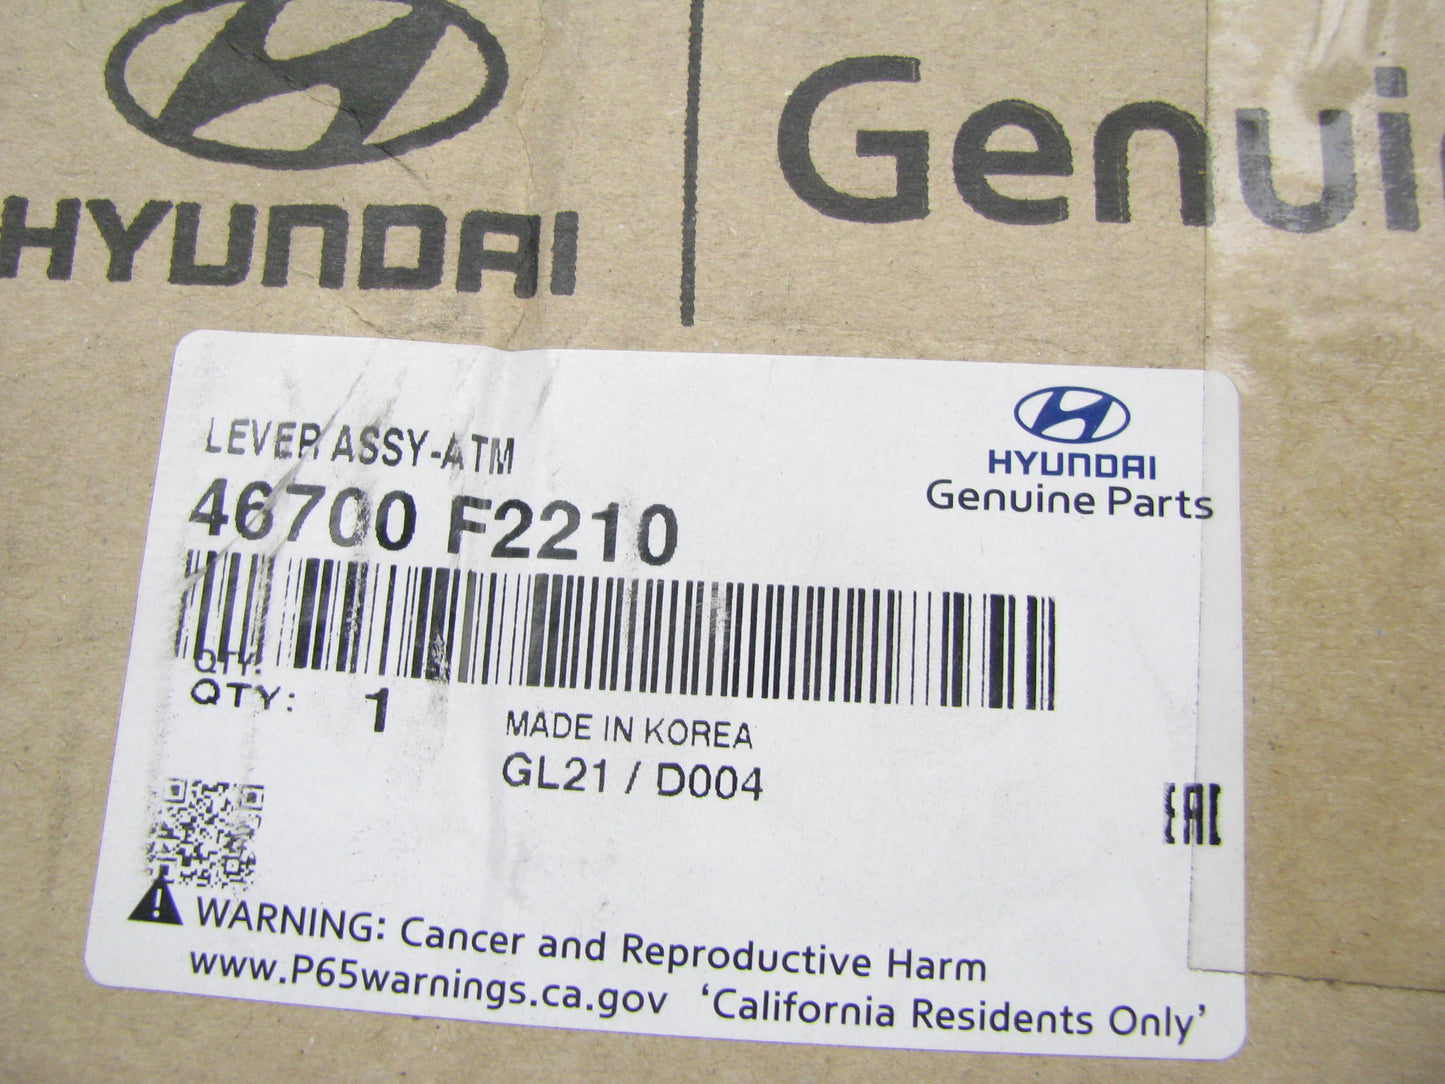 HYUNDAI
Genui
LEVER ASSY-ATM
46700 F2210
HYUNDAI
Genuine Parts
QTY:
QTY: 1
MADE IN KOREA
GL21 / D004
EAC
WARNING: Cancer and Reproductive Harm
www.P65warnings.ca.gov 'California Residents Only'